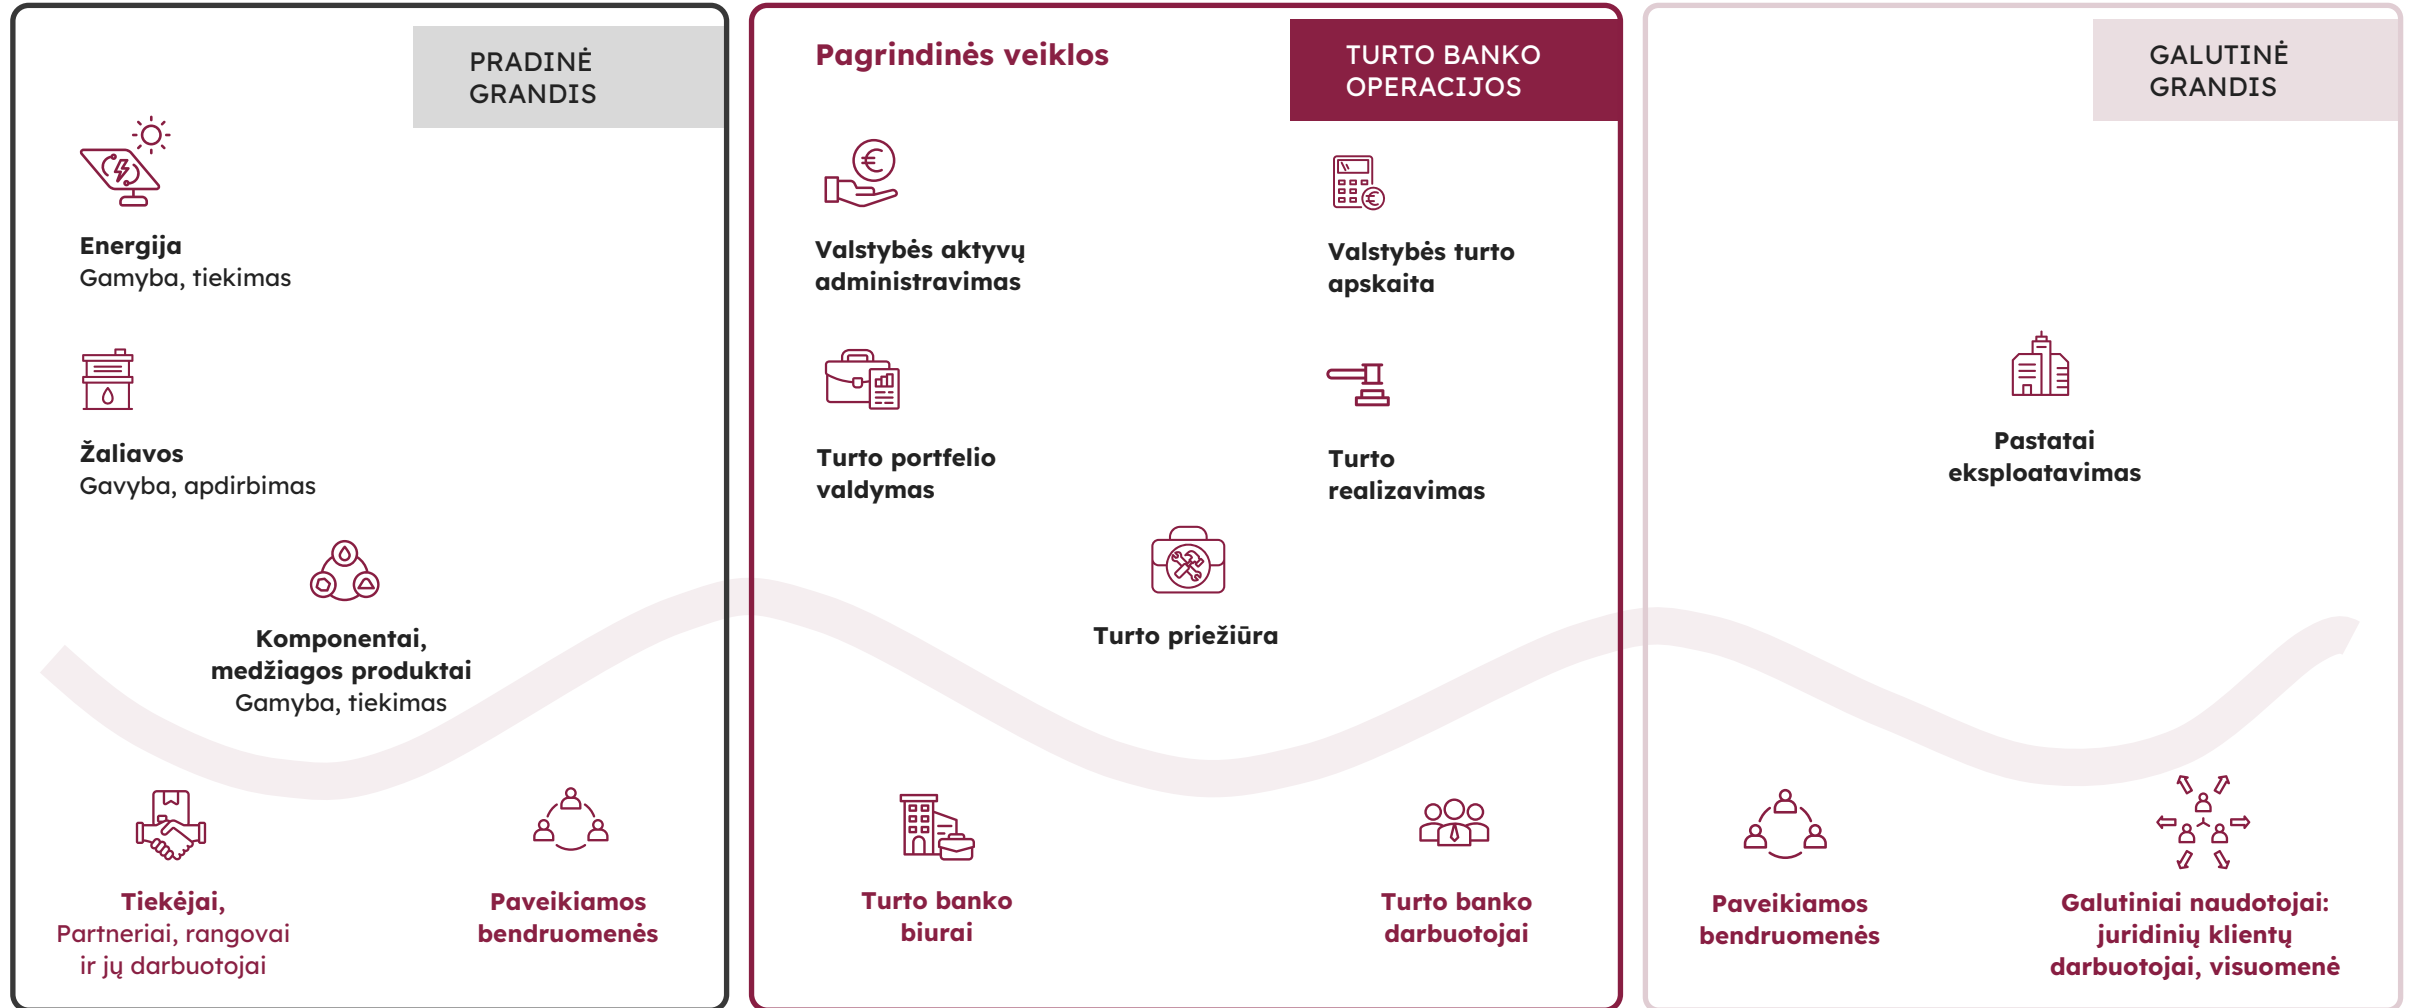 PRADINĖ
GRANDIS
Energija
Gamyba, tiekimas
Žaliavos
Gavyba, apdirbimas
Komponentai,
medžiagos produktai
Gamyba, tiekimas
Tiekėjai,
Partneriai, rangovai
ir jų darbuotojai
Paveikiamos
bendruomenės
Pagrindinės veiklos
TURTO BANKO
OPERACIJOS
Valstybės aktyvų
administravimas
Valstybės turto
apskaita
Turto portfelio
valdymas
Turto
realizavimas
Turto priežiūra
Turto banko
biurai
Turto banko
darbuotojai
GALUTINĖ
GRANDIS
Pastatai
eksploatavimas
Paveikiamos
bendruomenės
Galutiniai naudotojai:
juridinių klientų
darbuotojai, visuomenė